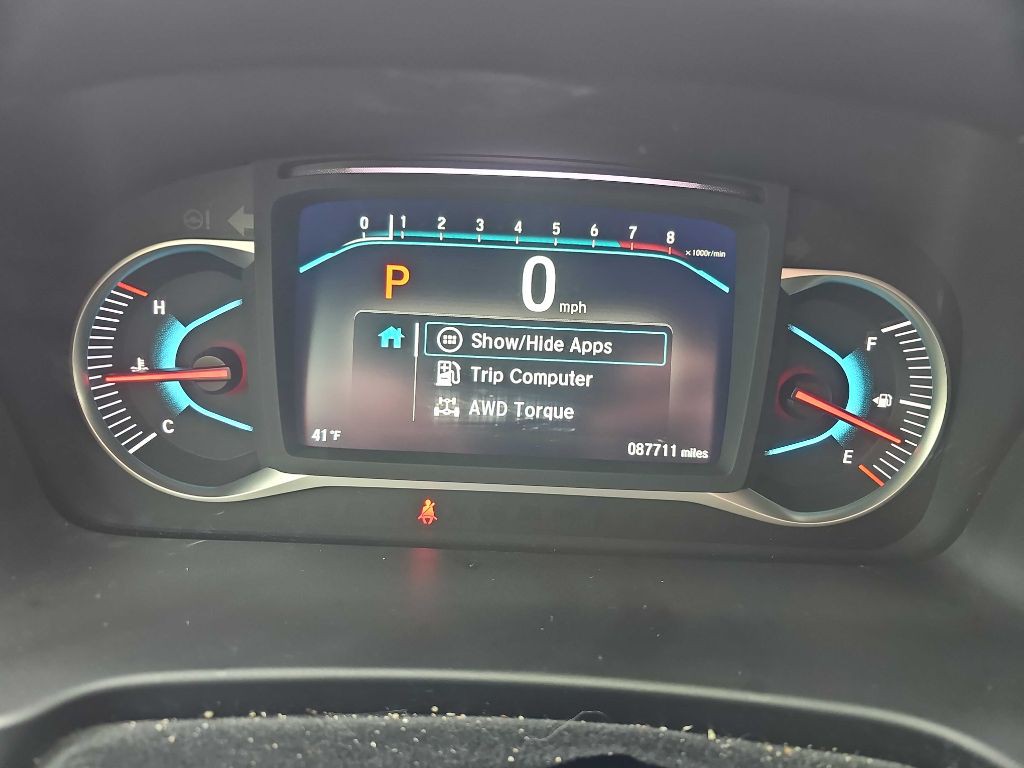 0 1 2 3 4 5 6 7 8
×1000r/min
P
0 mph
H
C
Show/Hide Apps
Trip Computer
AWD Torque
41°F
087711 miles
F
E